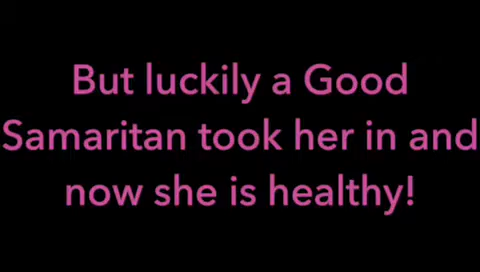 But luckily a Good
Samaritan took her in and
now she is healthy!